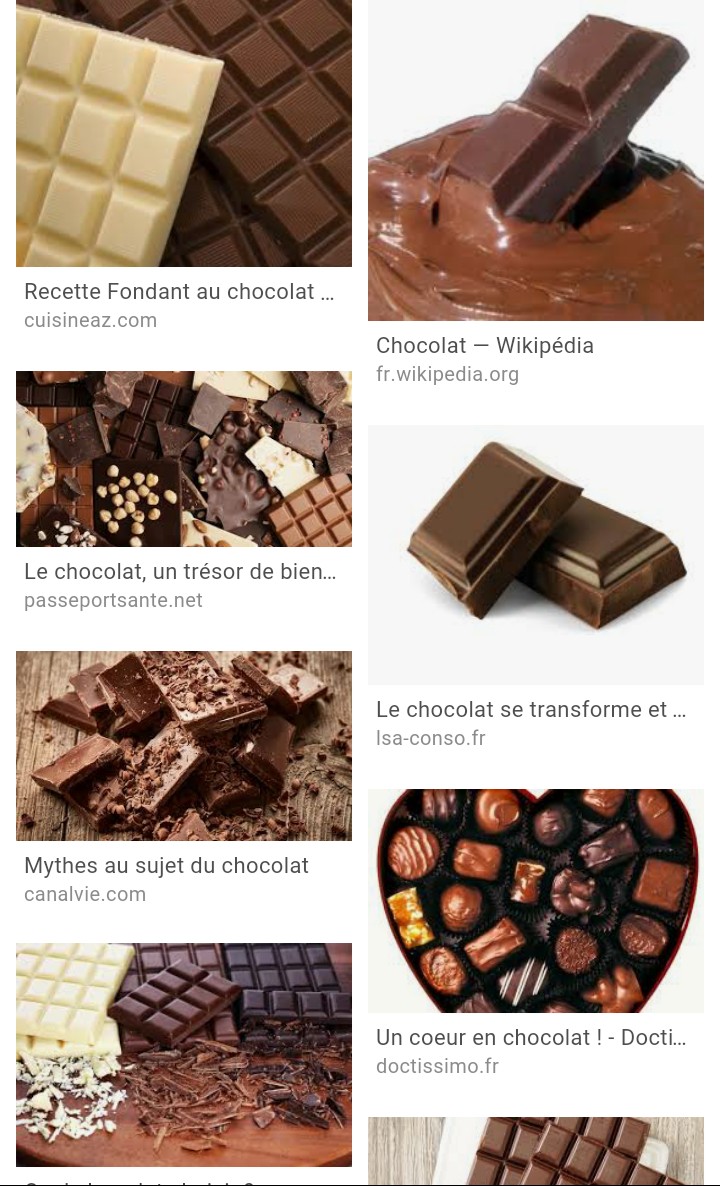 Recette Fondant au chocolat ...
cuisineaz.com
Chocolat — Wikipédia
fr.wikipedia.org
Le chocolat, un trésor de bien...
passeportsante.net
Le chocolat se transforme et ...
lsa-conso.fr
Mythes au sujet du chocolat
canalvie.com
Un coeur en chocolat ! - Docti...
doctissimo.fr